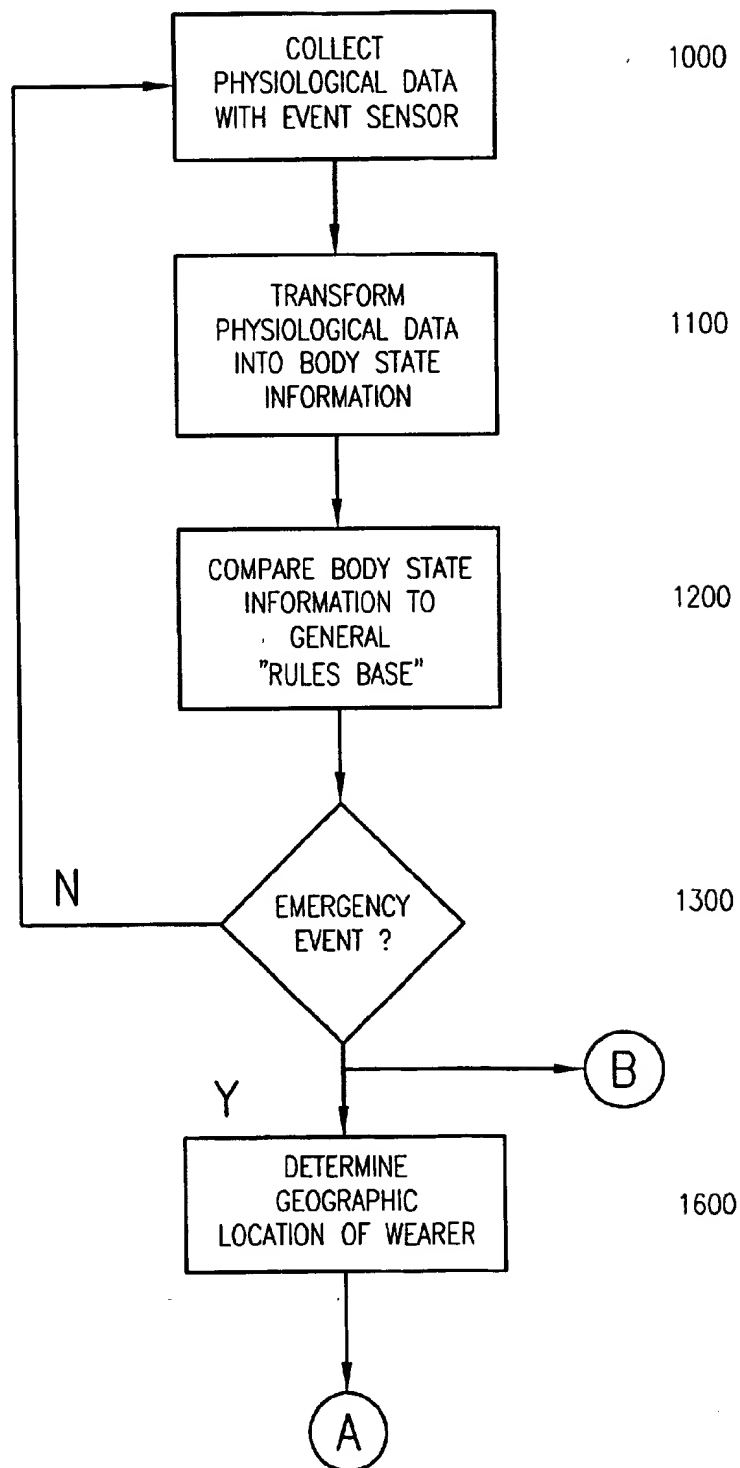 COLLECT
PHYSIOLOGICAL DATA
WITH EVENT SENSOR
1000
TRANSFORM
PHYSIOLOGICAL DATA
INTO BODY STATE
INFORMATION
1100
COMPARE BODY STATE
INFORMATION TO
GENERAL
"RULES BASE"
1200
EMERGENCY
EVENT ?
1300
N
B
Y
DETERMINE
GEOGRAPHIC
LOCATION OF WEARER
1600
A